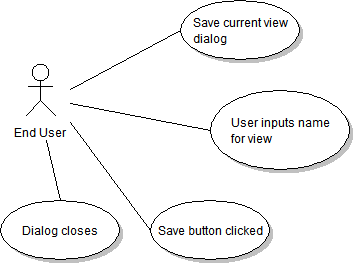 Save current view
dialog
End User
User inputs name
for view
Dialog closes
Save button clicked